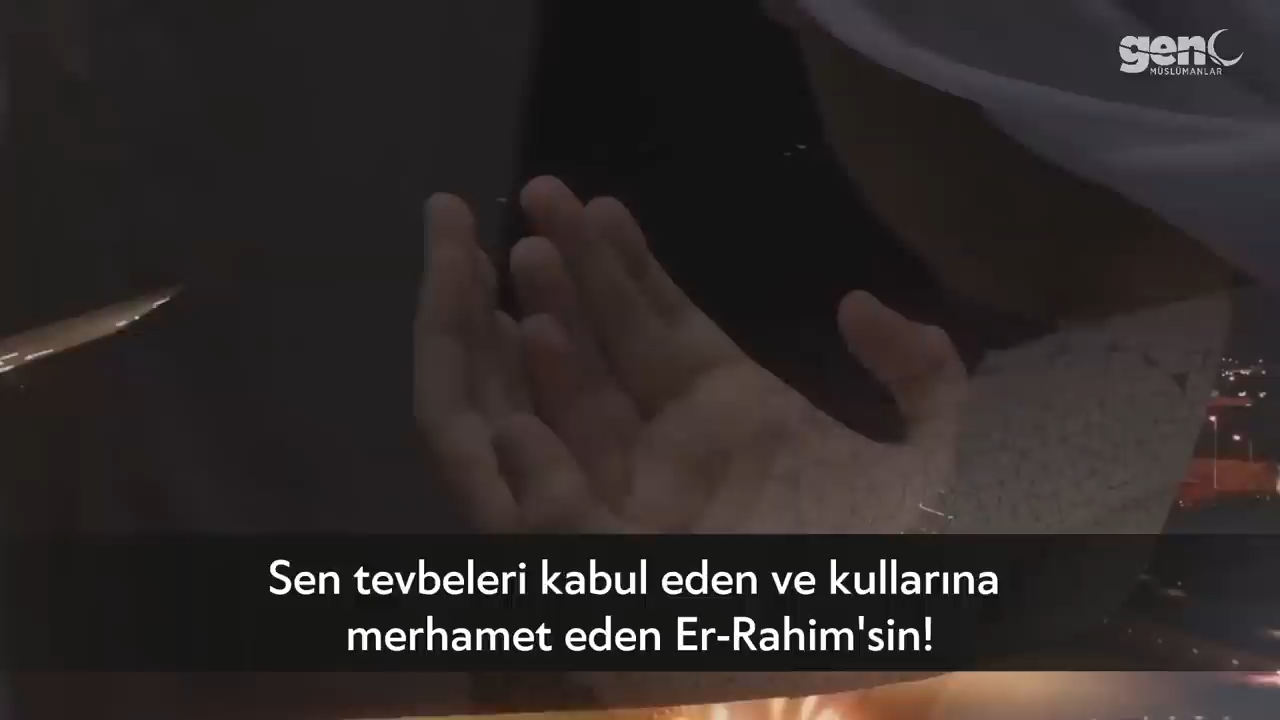 genç
MÜSLÜMANLAR
Sen tevbeleri kabul eden ve kullarına
merhamet eden Er-Rahim'sin!